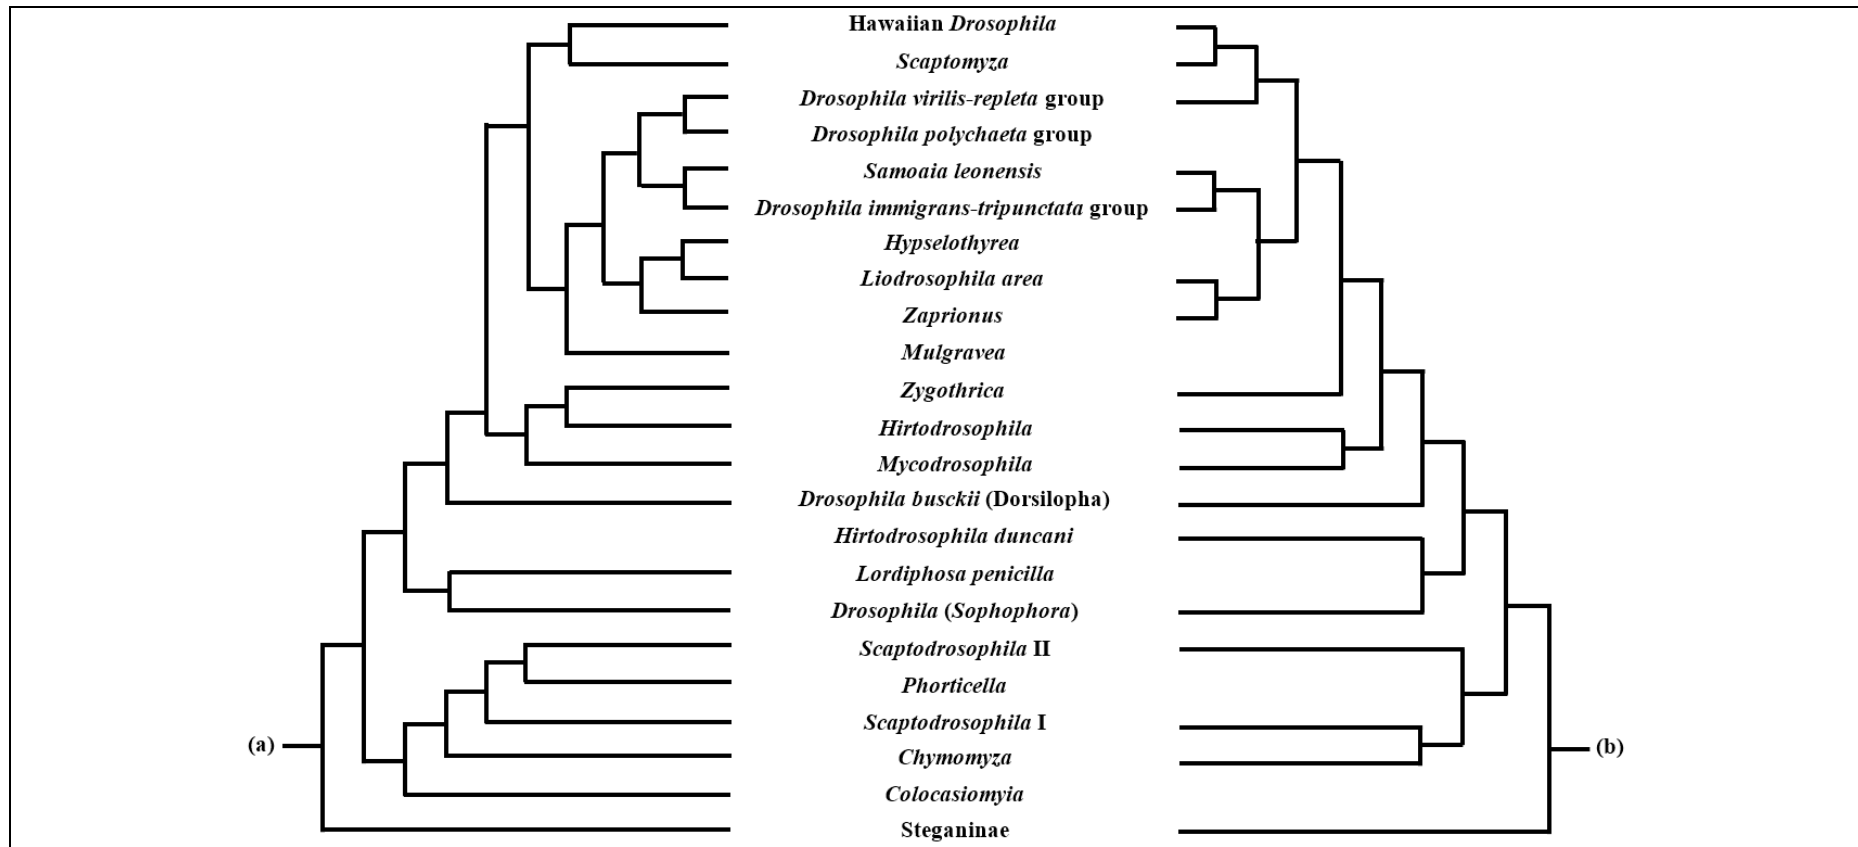 Hawaiian Drosophila
Scaptomyza
Drosophila virilis-repleta group
Drosophila polychaeta group
Samoaia leonensis
Drosophila immigrans-tripunctata group
Hypselothyrea
Liodrosophila area
Zaprionus
Mulgravea
Zygothrica
Hirtodrosophila
Mycodrosophila
Drosophila busckii (Dorsilopha)
Hirtodrosophila duncani
Lordiphosa penicilla
Drosophila (Sophophora)
Scaptodrosophila II
Phorticella
Scaptodrosophila I
(a)
(b)
Chymomyza
Colocasiomyia
Steganinae